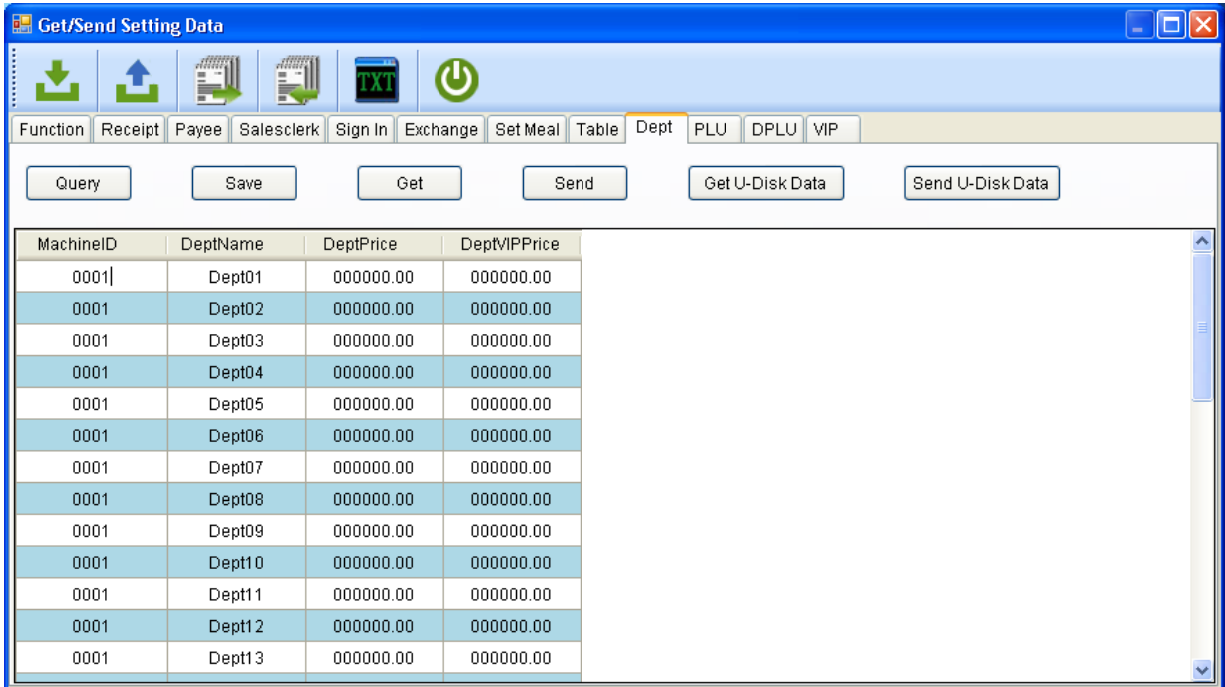 Get/Send Setting Data
TXT
Function Receipt Payee Salesclerk Sign In Exchange Set Meal Table Dept PLU DPLU VIP
Query Save Get Send Get U-Disk Data Send U-Disk Data
MachineID DeptName DeptPrice DeptVIPPrice
0001 Dept01 000000.00 000000.00
0001 Dept02 000000.00 000000.00
0001 Dept03 000000.00 000000.00
0001 Dept04 000000.00 000000.00
0001 Dept05 000000.00 000000.00
0001 Dept06 000000.00 000000.00
0001 Dept07 000000.00 000000.00
0001 Dept08 000000.00 000000.00
0001 Dept09 000000.00 000000.00
0001 Dept10 000000.00 000000.00
0001 Dept11 000000.00 000000.00
0001 Dept12 000000.00 000000.00
0001 Dept13 000000.00 000000.00